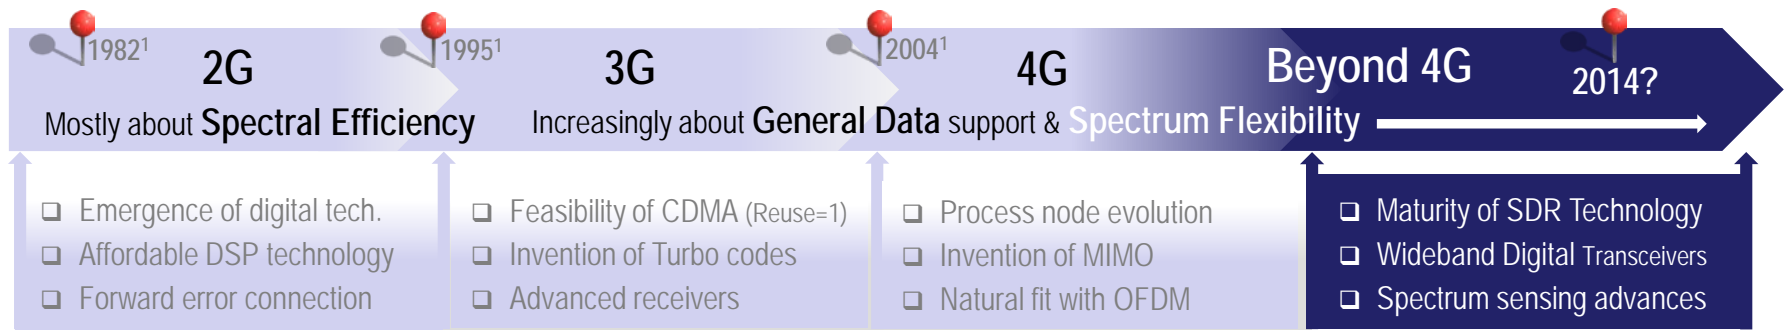 1982¹
1995¹
2004¹
2G
3G
4G
Beyond 4G
2014?
Mostly about Spectral Efficiency
Increasingly about General Data support & Spectrum Flexibility
❑ Emergence of digital tech.
❑ Affordable DSP technology
❑ Forward error connection
❑ Feasibility of CDMA (Reuse=1)
❑ Invention of Turbo codes
❑ Advanced receivers
❑ Process node evolution
❑ Invention of MIMO
❑ Natural fit with OFDM
❑ Maturity of SDR Technology
❑ Wideband Digital Transceivers
❑ Spectrum sensing advances